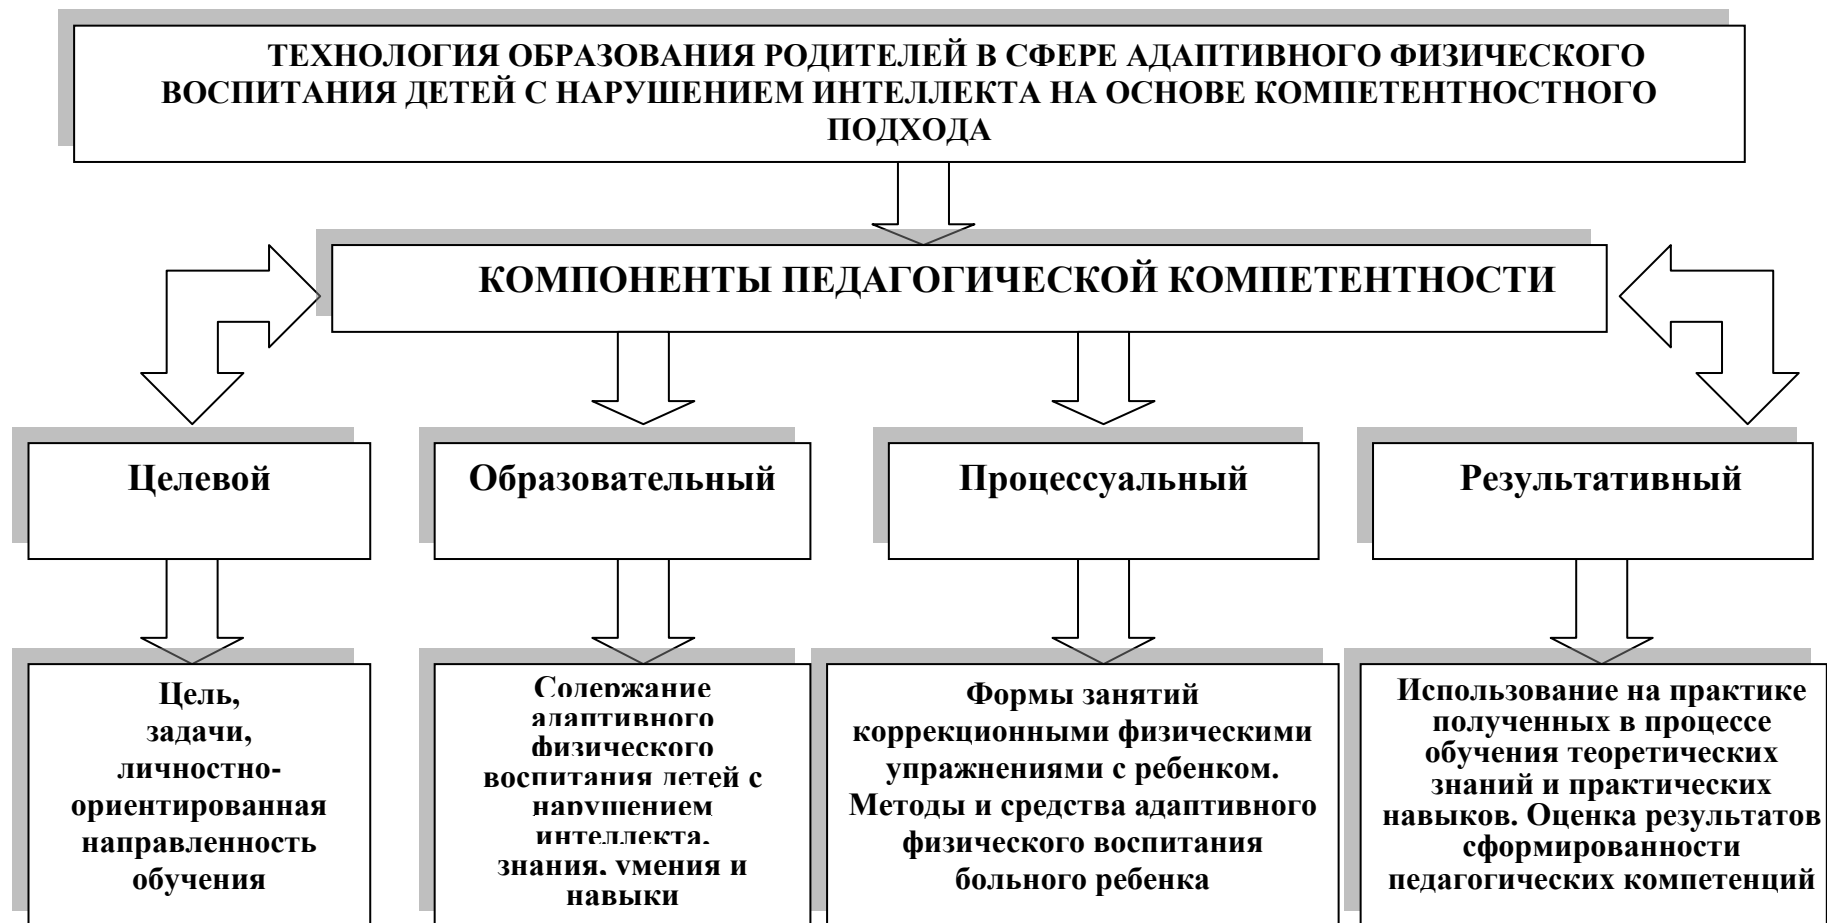 ТЕХНОЛОГИЯ ОБРАЗОВАНИЯ РОДИТЕЛЕЙ В СФЕРЕ АДАПТИВНОГО ФИЗИЧЕСКОГО
ВОСПИТАНИЯ ДЕТЕЙ С НАРУШЕНИЕМ ИНТЕЛЛЕКТА НА ОСНОВЕ КОМПЕТЕНТНОСТНОГО
ПОДХОДА
КОМПОНЕНТЫ ПЕДАГОГИЧЕСКОЙ КОМПЕТЕНТНОСТИ
Целевой
Образовательный
Процессуальный
Результативный
Цель,
задачи,
личностно-
ориентированная
направленность
обучения
Содержание
адаптивного
физического
воспитания детей с
нарушением
интеллекта,
знания, умения и
навыки
Формы занятий
коррекционными физическими
упражнениями с ребенком.
Методы и средства адаптивного
физического воспитания
больного ребенка
Использование на практике
полученных в процессе
обучения теоретических
знаний и практических
навыков. Оценка результатов
сформированности
педагогических компетенций